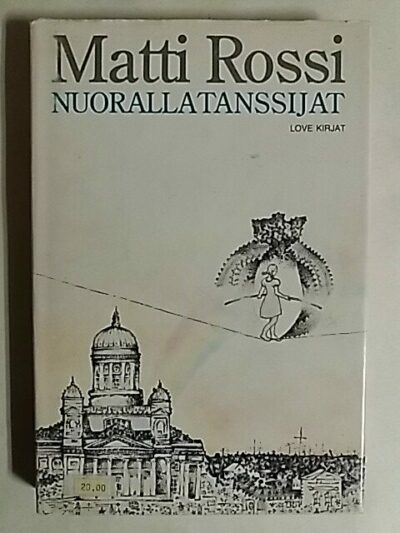 Matti Rossi
NUORALLATANSSIJAT
LOVE KIRJAT
20.00